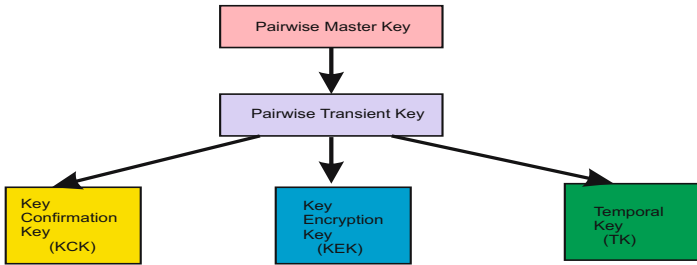 Pairwise Master Key
Pairwise Transient Key
Key
Confirmation
Key
(KCK)
Key
Encryption
Key
(KEK)
Temporal
Key
(TK)